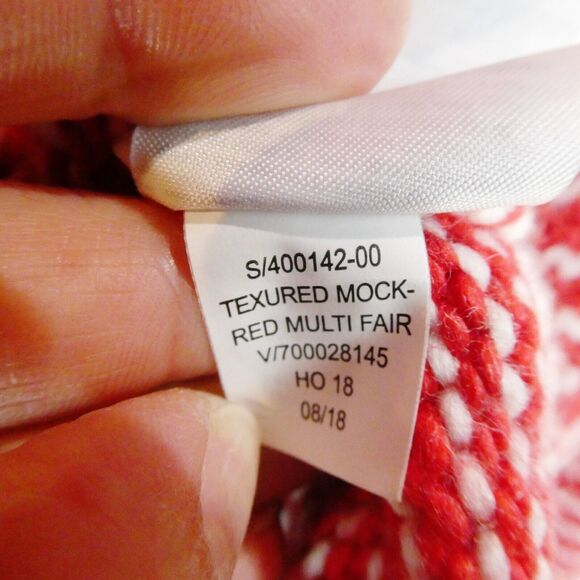 S/400142-00
TEXURED MOCK-
RED MULTI FAIR
V/700028145
HO 18
08/18